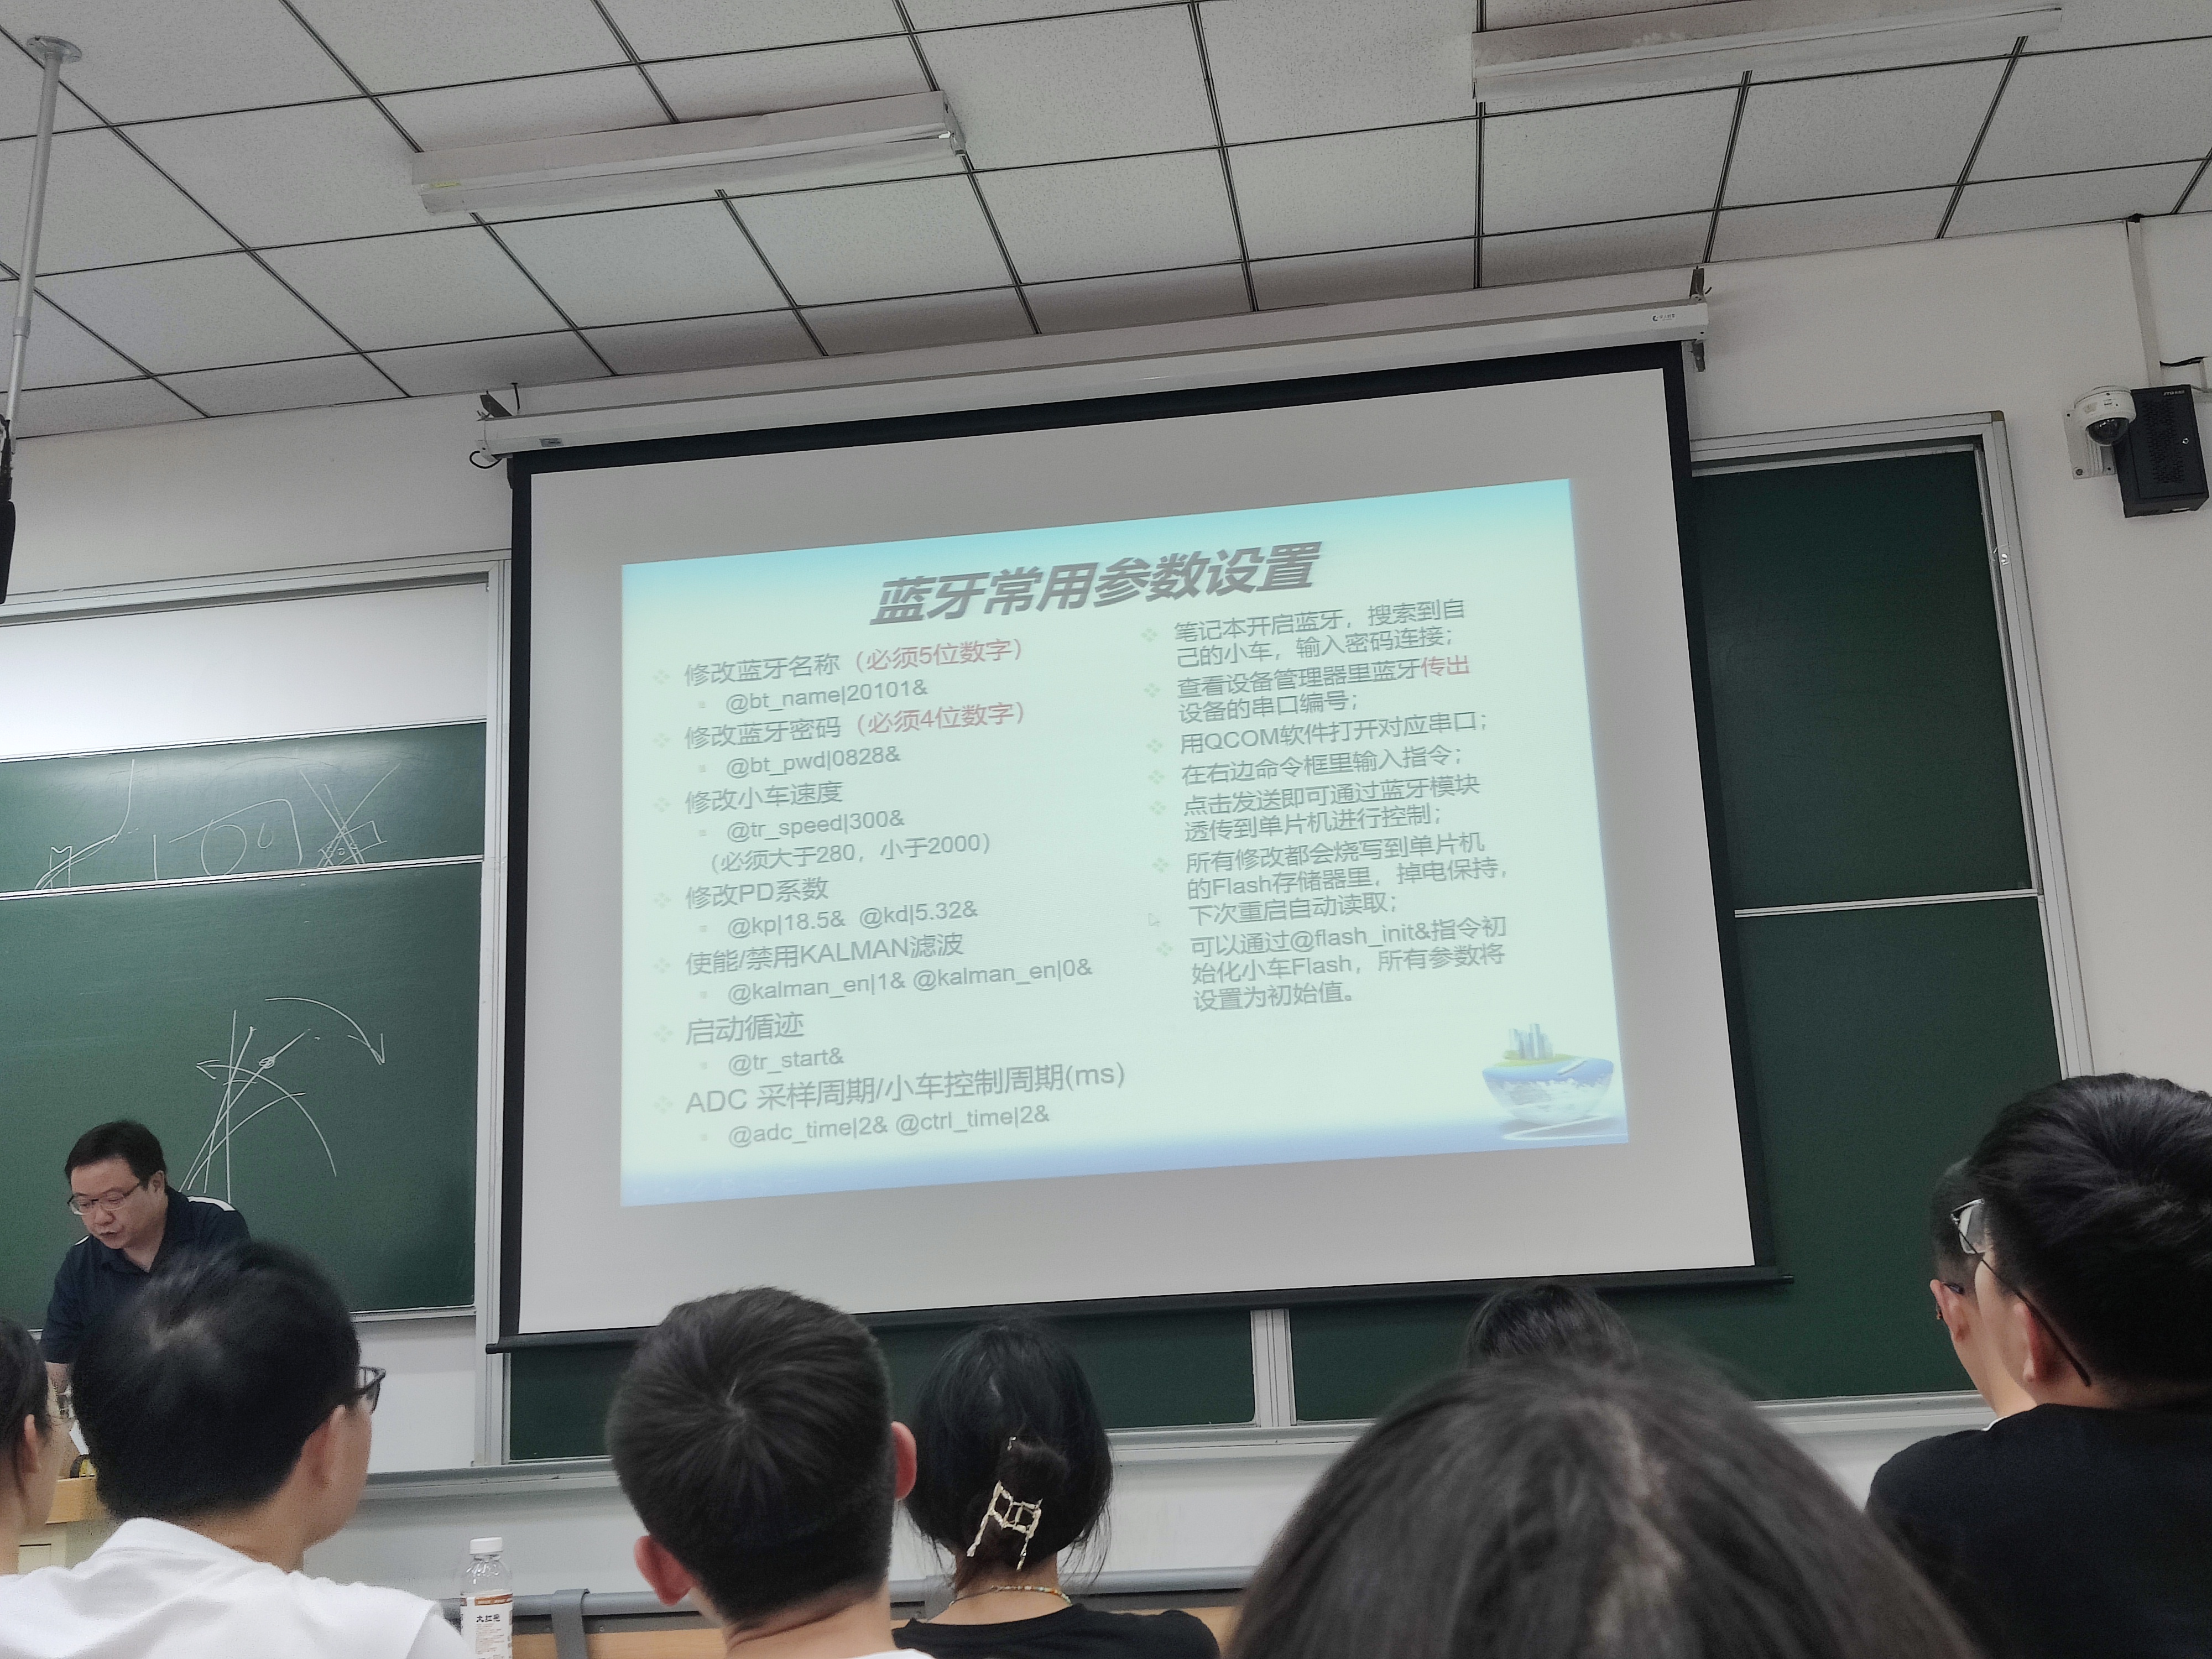 蓝牙常用参数设置
修改蓝牙名称（必须5位数字）
@bt_name|20101&
修改蓝牙密码（必须4位数字）
@bt_pwd|0828&
修改小车速度
@tr_speed|300&
（必须大于280，小于2000）
修改PD系数
@kp|18.5& @kd|5.32&
使能/禁用KALMAN滤波
@kalman_en|1& @kalman_en|0&
启动循迹
@tr_start&
ADC 采样周期/小车控制周期(ms)
@adc_time|2& @ctrl_time|2&
笔记本开启蓝牙，搜索到自
己的小车，输入密码连接；
查看设备管理器里蓝牙传出
设备的串口编号；
用QCOM软件打开对应串口；
在右边命令框里输入指令；
点击发送即可通过蓝牙模块
透传到单片机进行控制；
所有修改都会烧写到单片机
的Flash存储器里，掉电保持，
下次重启自动读取；
可以通过@flash_init&指令初
始化小车Flash，所有参数将
设置为初始值。
大红袍